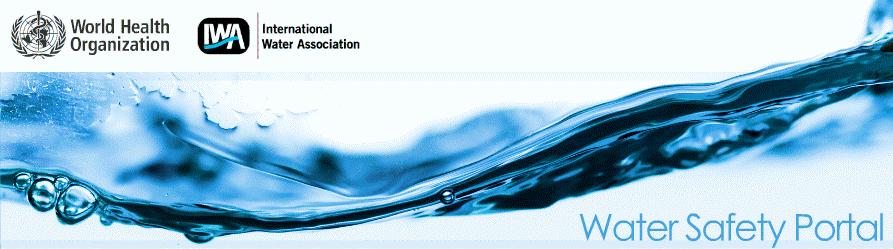 World Health
Organization
IWA
International
Water Association
Water Safety Portal